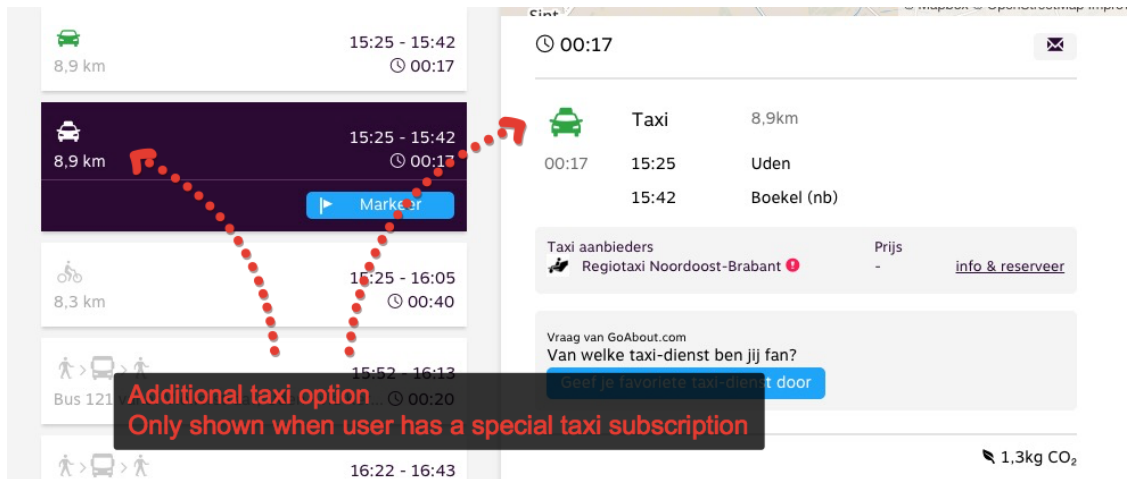 15:25 - 15:42
8,9 km
00:17
15:25 - 15:42
8,9 km
00:17
Markeer
15:25 - 16:05
8,3 km
00:40
15:52 - 16:13
Bus 121
00:20
16:22 - 16:43
Sint
© Mapbox © OpenStreetMap Improv
00:17
Taxi 8,9km
00:17 15:25 Uden
15:42 Boekel (nb)
Taxi aanbieders Prijs
Regiotaxi Noordoost-Brabant - info & reserveer
Vraag van GoAbout.com
Van welke taxi-dienst ben jij fan?
Geef je favoriete taxi-dienst door
1,3kg CO₂
Additional taxi option
Only shown when user has a special taxi subscription